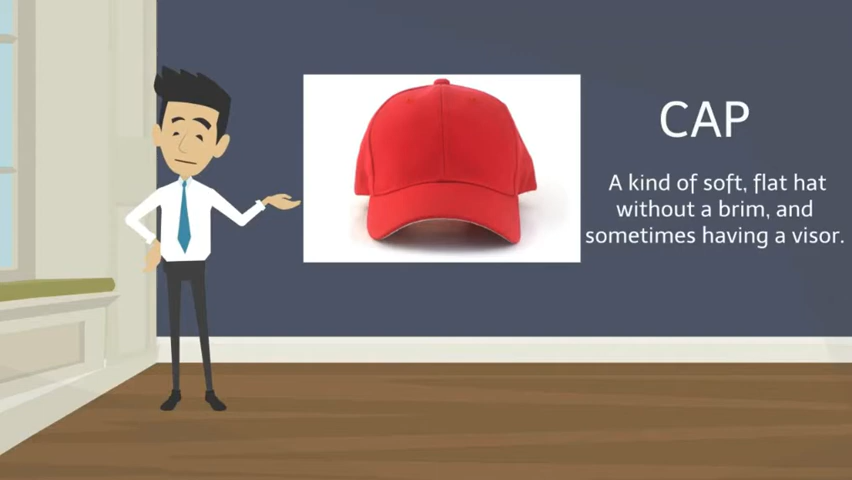 CAP
A kind of soft, flat hat
without a brim, and
sometimes having a visor.